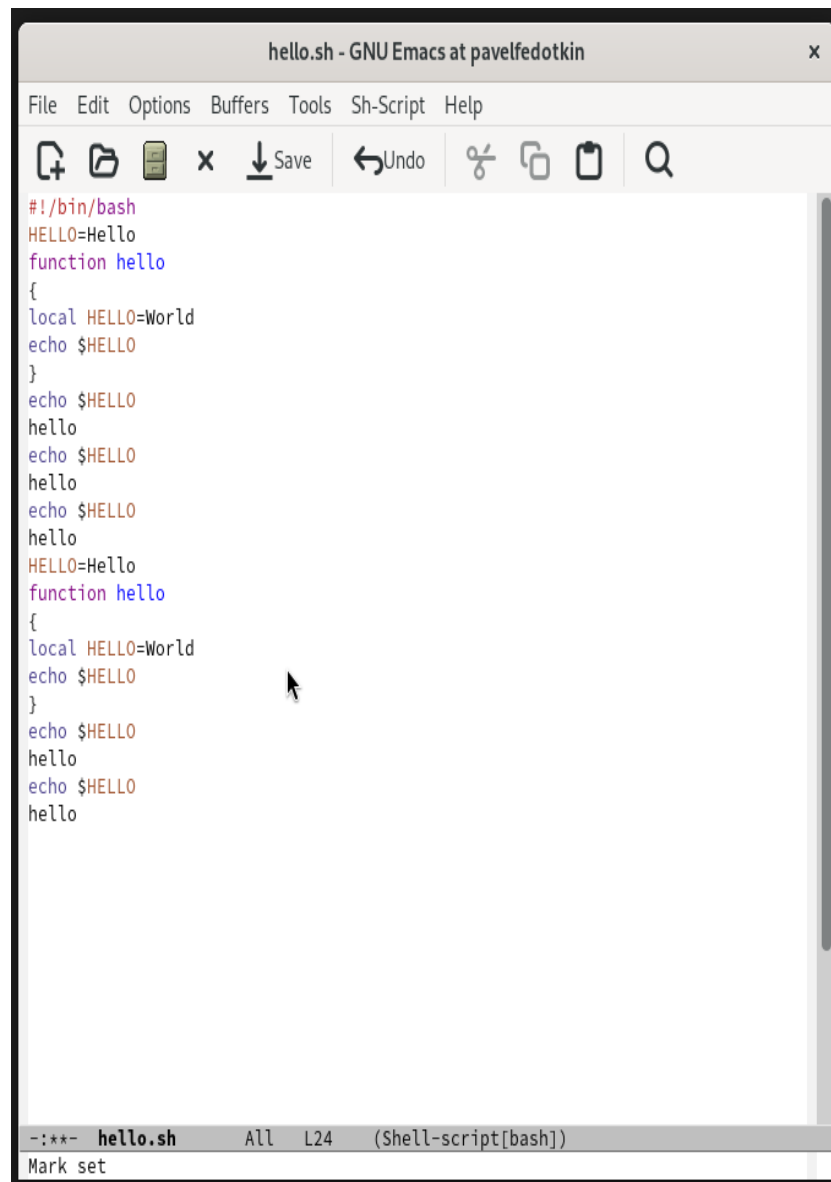 hello.sh - GNU Emacs at pavelfedotkin x
File Edit Options Buffers Tools Sh-Script Help
Save Undo
#!/bin/bash
HELLO=Hello
function hello
{
local HELLO=World
echo $HELLO
}
echo $HELLO
hello
echo $HELLO
hello
echo $HELLO
hello
HELLO=Hello
function hello
{
local HELLO=World
echo $HELLO
}
echo $HELLO
hello
echo $HELLO
hello
-:**- hello.sh All L24 (Shell-script[bash])
Mark set